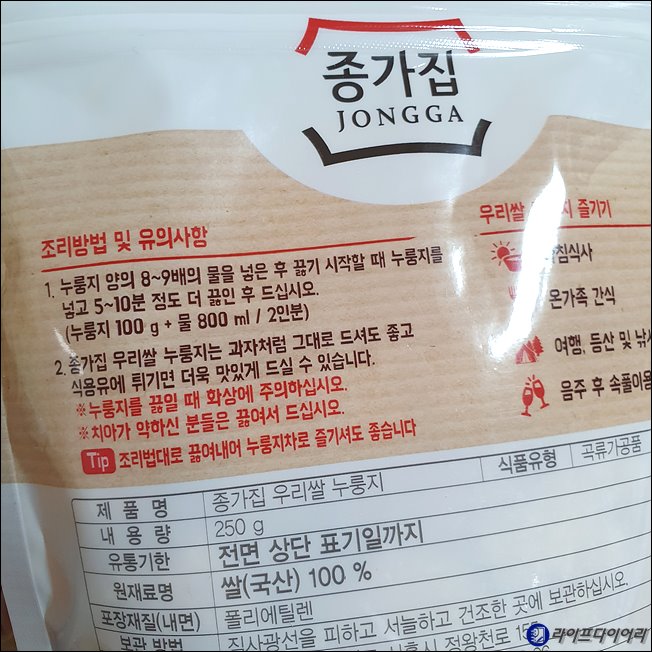 종가집
JONGGA
조리방법 및 유의사항
1. 누룽지 양의 8~9배의 물을 넣은 후 끓기 시작할 때 누룽지를
넣고 5~10분 정도 더 끓인 후 드십시오.
(누룽지 100 g + 물 800 ml / 2인분)
2. 종가집 우리쌀 누룽지는 과자처럼 그대로 드셔도 좋고
식용유에 튀기면 더욱 맛있게 드실 수 있습니다.
※누룽지를 끓일 때 화상에 주의하십시오.
※치아가 약하신 분들은 끓여서 드십시오.
Tip 조리법대로 끓여내어 누룽지차로 즐기셔도 좋습니다
우리쌀 지 즐기기
침식사
온가족 간식
여행, 등산 및 낚시
음주 후 속풀이용
제품명 종가집 우리쌀 누룽지 식품유형 곡류가공품
내용량 250 g
유통기한 전면 상단 표기일까지
원재료명 쌀(국산) 100 %
포장재질(내면) 폴리에틸렌
보관 방법 직사광선을 피하고 서늘하고 건조한 곳에 보관하십시오.
정왕천로
라이프다이어리